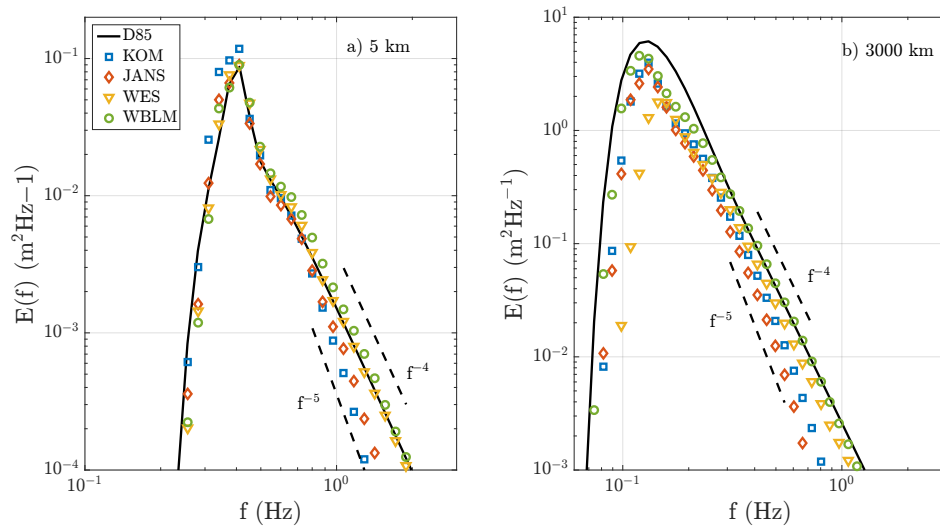 D85
KOM
JANS
WES
WBLM
a) 5 km
E(f) (m²Hz−1)
10⁻¹
10⁻²
10⁻³
10⁻⁴
f⁻⁴
f⁻⁵
10⁻¹
10⁰
f (Hz)
b) 3000 km
E(f) (m²Hz⁻¹)
10¹
10⁰
10⁻¹
10⁻²
10⁻³
f⁻⁴
f⁻⁵
10⁻¹
10⁰
f (Hz)